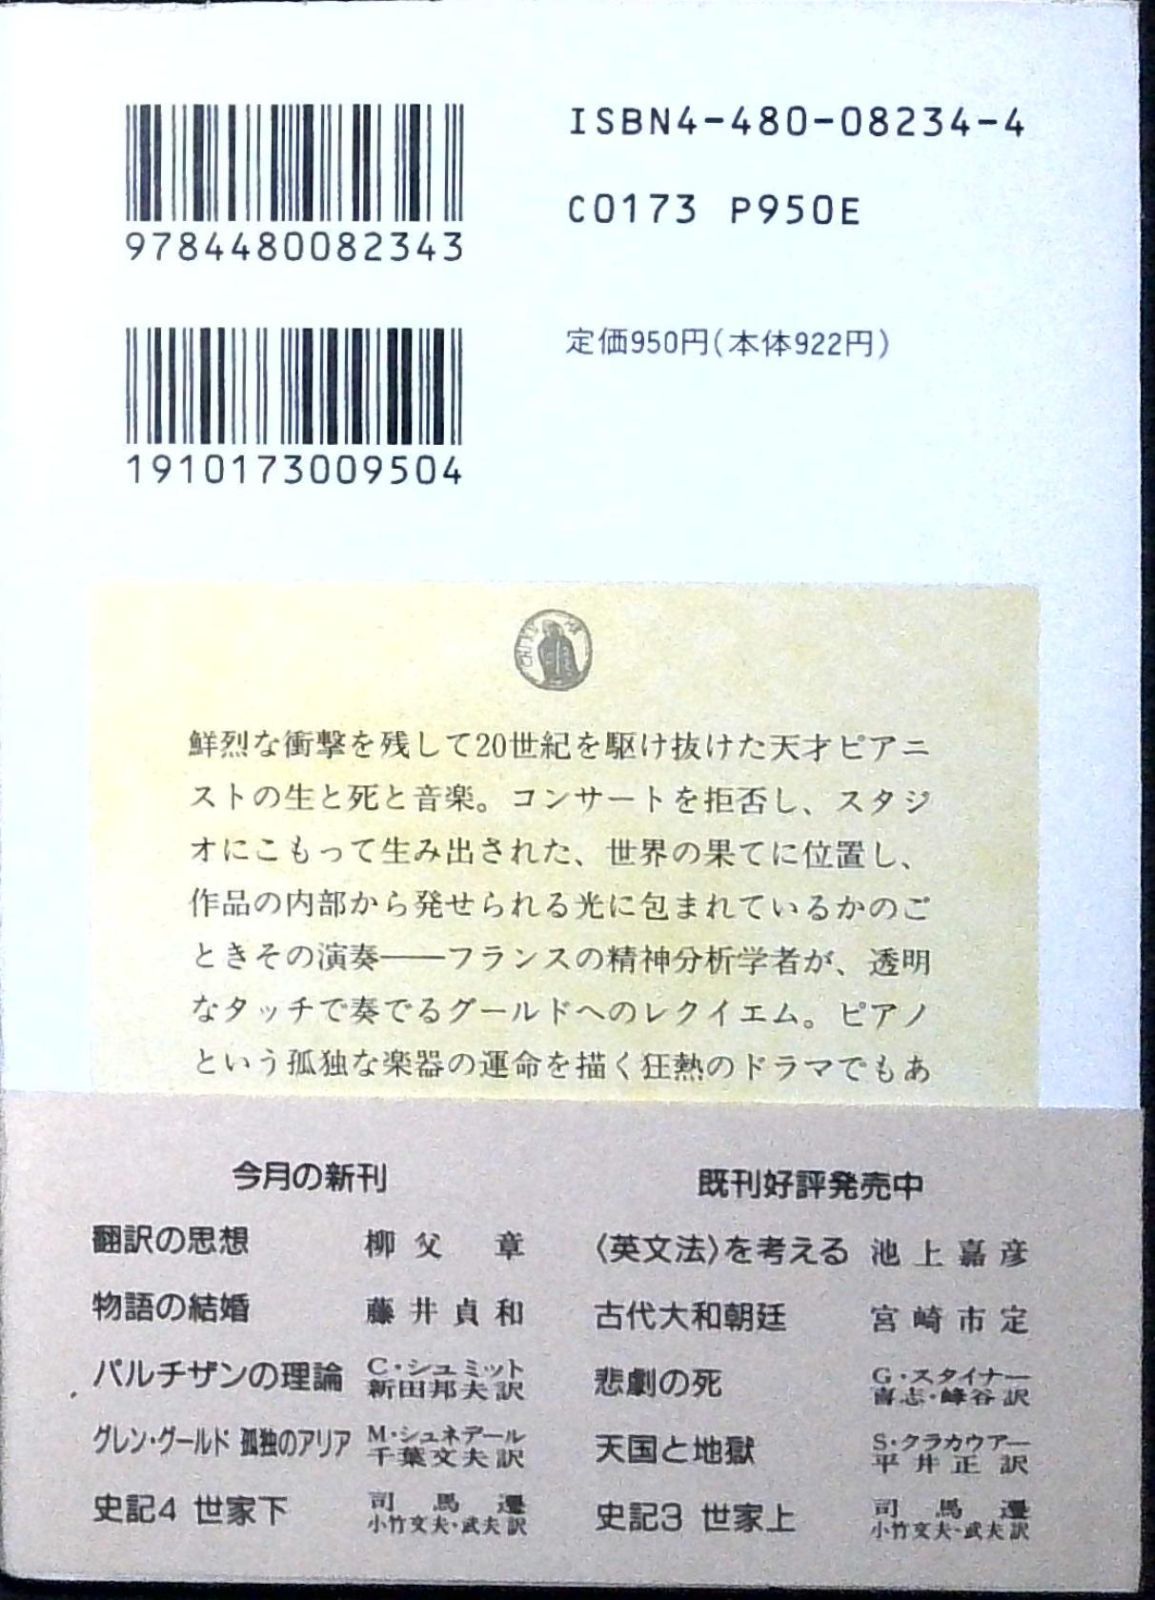 ISBN4-480-08234-4
C0173 P950E
9784480082343
定価950円(本体922円)
1910173009504
鮮烈な衝撃を残して20世紀を駆け抜けた天才ピアニ
ストの生と死と音楽。コンサートを拒否し、スタジ
オにこもって生み出された、世界の果てに位置し、
作品の内部から発せられる光に包まれているかのご
ときその演奏――フランスの精神分析学者が、透明
なタッチで奏でるグールドへのレクイエム。ピアノ
という孤独な楽器の運命を描く狂熱のドラマでもあ
今月の新刊
翻訳の思想 柳父 章
物語の結婚 藤井貞和
パルチザンの理論 C・シュミット
新田邦夫訳
グレン・グールド 孤独のアリア M・シュネデール
千葉文夫訳
史記4 世家下 司馬遷
小竹文夫・武夫訳
既刊好評発売中
〈英文法〉を考える 池上嘉彦
古代大和朝廷 宮崎市定
悲劇の死 G・スタイナー
喜志・峰谷訳
天国と地獄 S・クラカウアー
平井正訳
史記3 世家上 司馬遷
小竹文夫・武夫訳